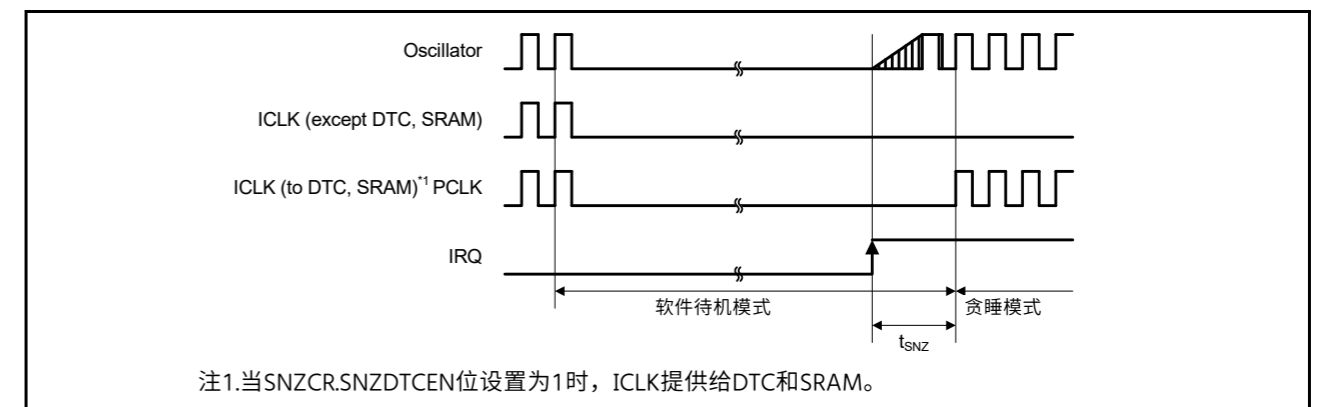 Oscillator
ICLK (except DTC, SRAM)
ICLK (to DTC, SRAM)*1 PCLK
IRQ
软件待机模式
贪睡模式
tSNZ
注1.当SNZCR.SNZDTCEN位设置为1时，ICLK提供给DTC和SRAM。